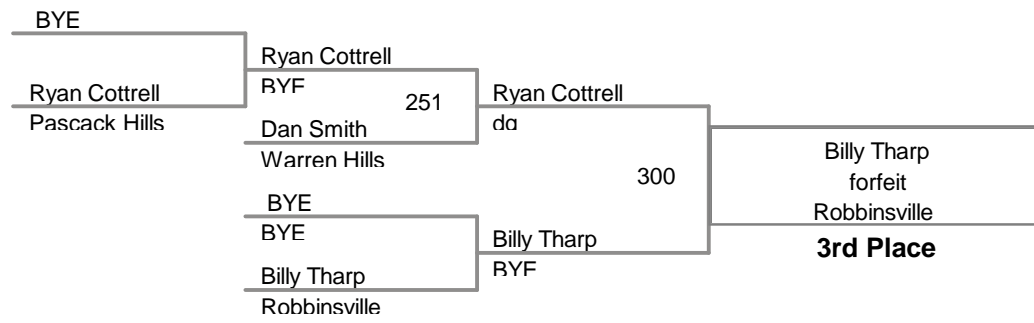 BYE
Ryan Cottrell
Pascack Hills
Ryan Cottrell
BYE
251
Dan Smith
Warren Hills
BYE
BYE
Billy Tharp
Robbinsville
Ryan Cottrell
dq
300
Billy Tharp
BYE
Billy Tharp
forfeit
Robbinsville
3rd Place